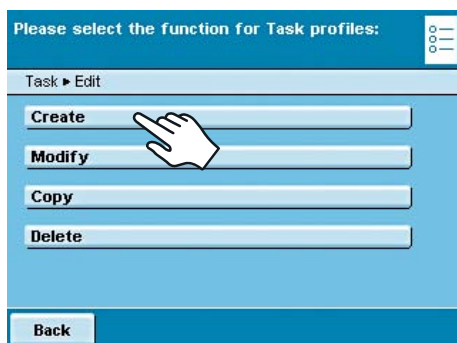 Please select the function for Task profiles:
Task ► Edit
Create
Modify
Copy
Delete
Back